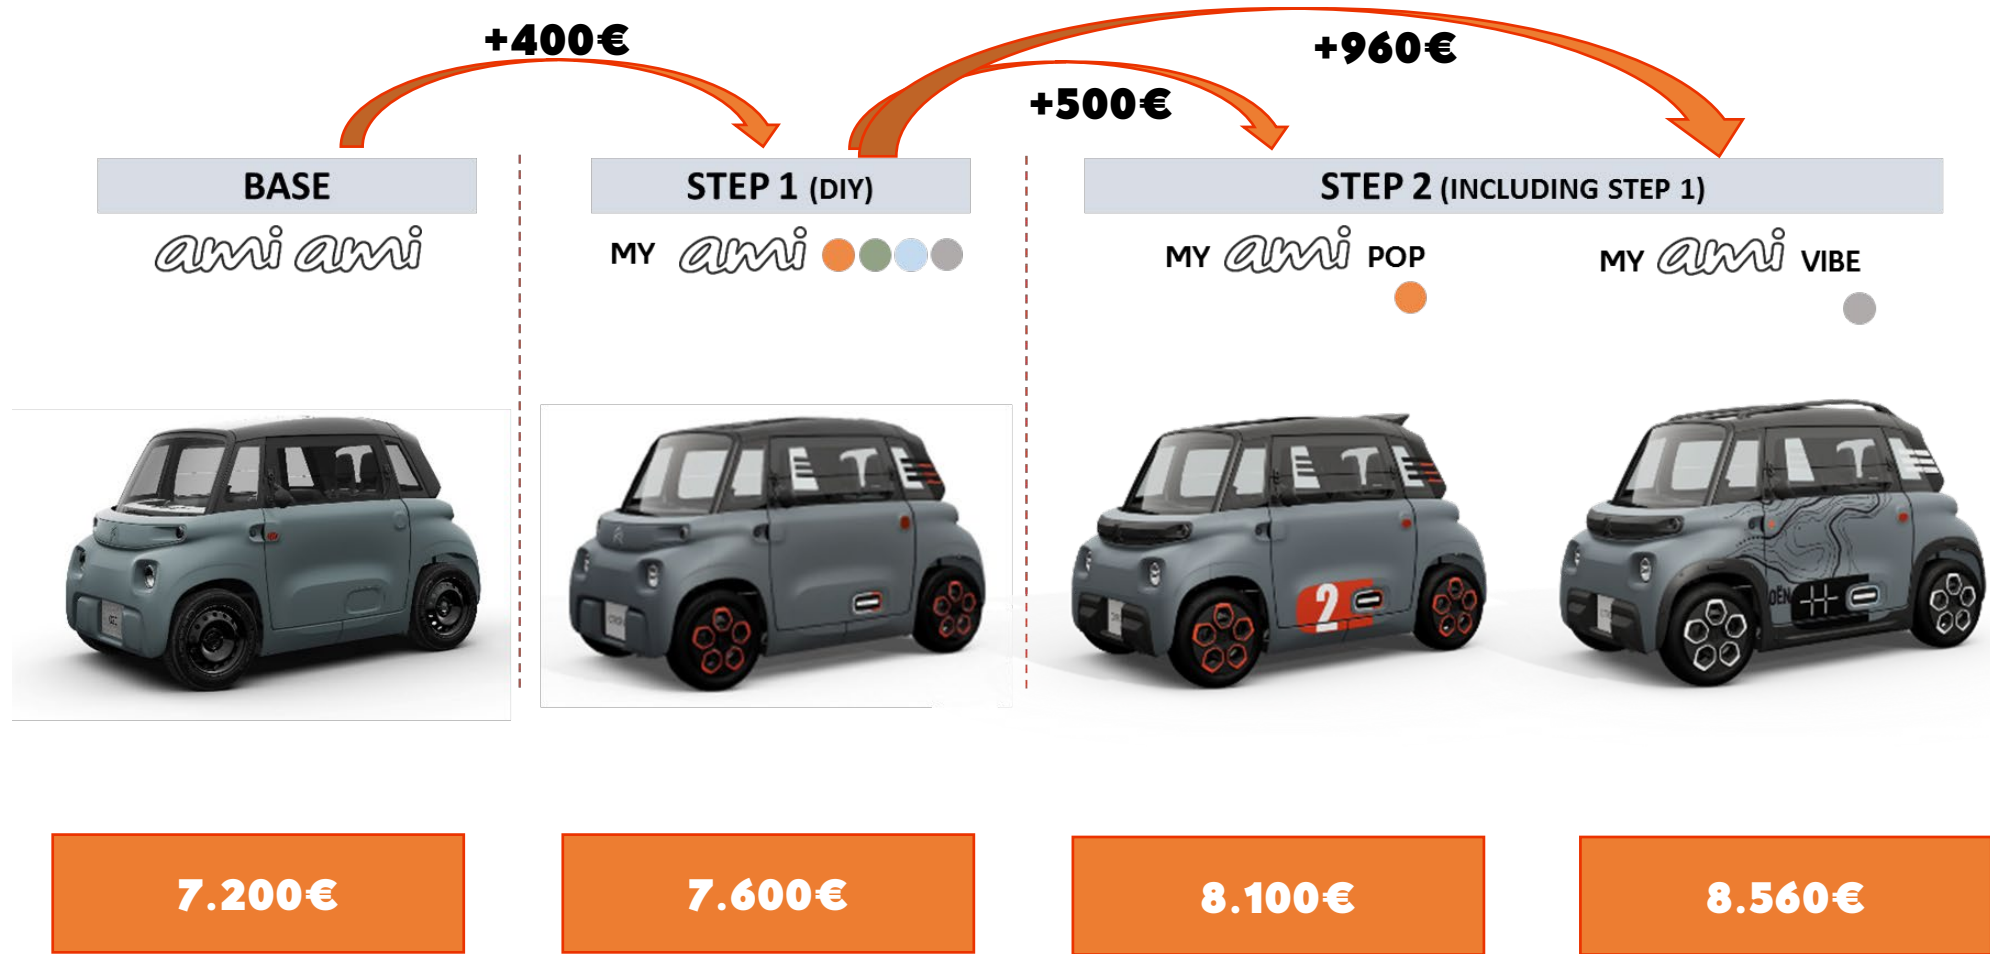 +400€
+960€
+500€
BASE
STEP 1 (DIY)
STEP 2 (INCLUDING STEP 1)
ami ami
MY ami
MY ami POP
MY ami VIBE
2
7.200€
7.600€
8.100€
8.560€